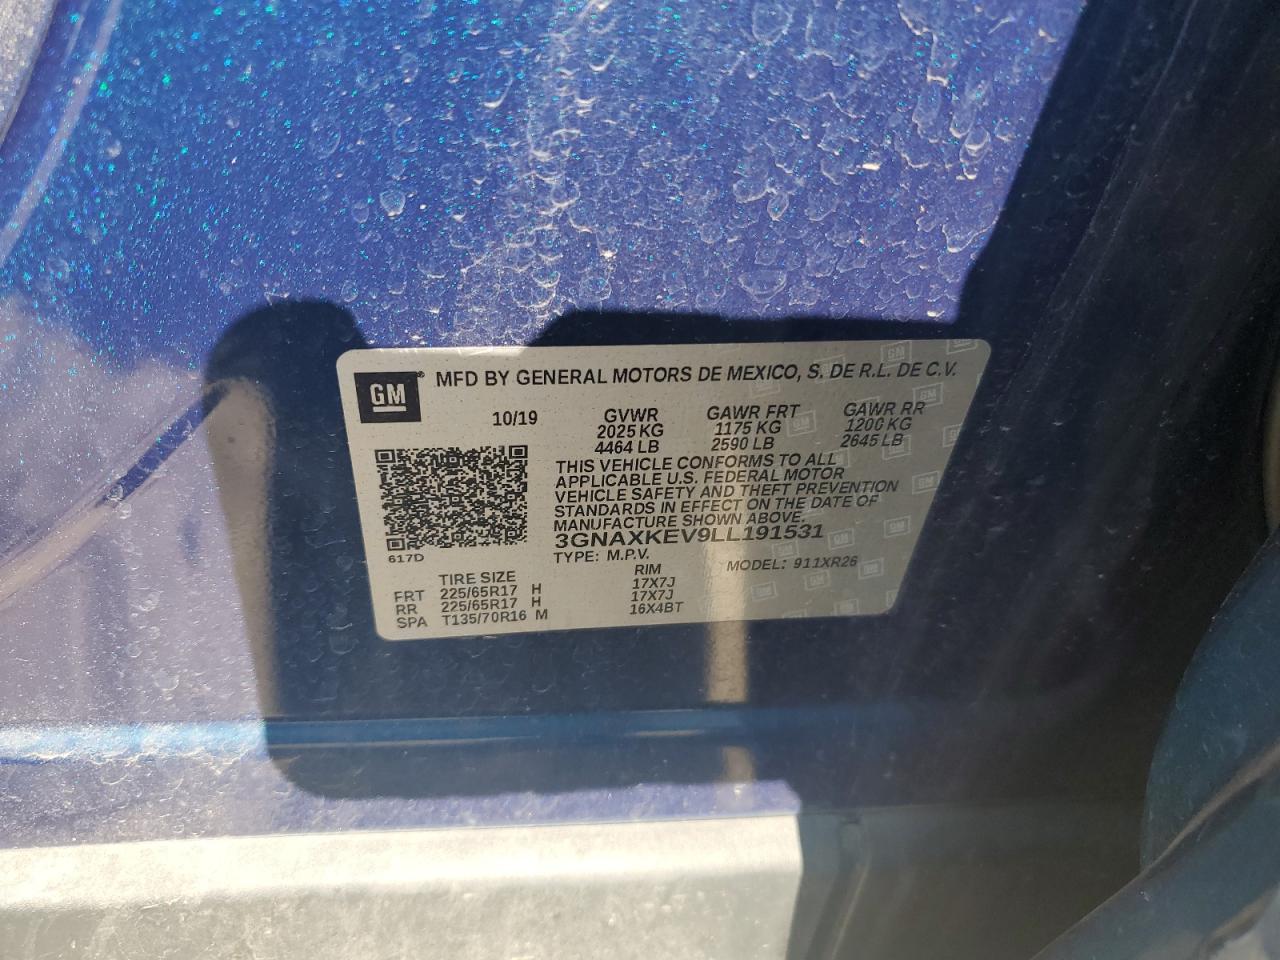 GM® MFD BY GENERAL MOTORS DE MEXICO, S. DE R.L. DE C.V.
10/19 GVWR GAWR FRT GAWR RR
2025 KG 1175 KG 1200 KG
4464 LB 2590 LB 2645 LB
THIS VEHICLE CONFORMS TO ALL
APPLICABLE U.S. FEDERAL MOTOR
VEHICLE SAFETY AND THEFT PREVENTION
STANDARDS IN EFFECT ON THE DATE OF
MANUFACTURE SHOWN ABOVE.
3GNAXKEV9LL191531
617D TYPE: M.P.V. MODEL: 911XR26
TIRE SIZE RIM
FRT 225/65R17 H 17X7J
RR 225/65R17 H 17X7J
SPA T135/70R16 M 16X4BT